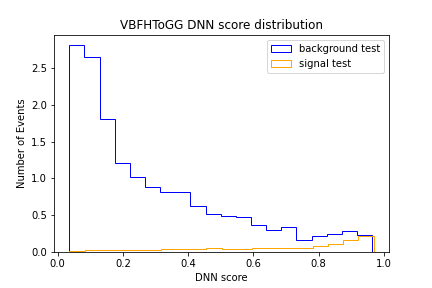 VBFHToGG DNN score distribution
background test
signal test
Number of Events
2.5
2.0
1.5
1.0
0.5
0.0
0.0 0.2 0.4 0.6 0.8 1.0
DNN score